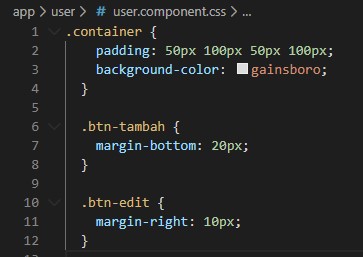 app > user > # user.component.css > ...
1 .container {
2 padding: 50px 100px 50px 100px;
3 background-color: gainsboro;
4 }
5
6 .btn-tambah {
7 margin-bottom: 20px;
8 }
9
10 .btn-edit {
11 margin-right: 10px;
12 }
13